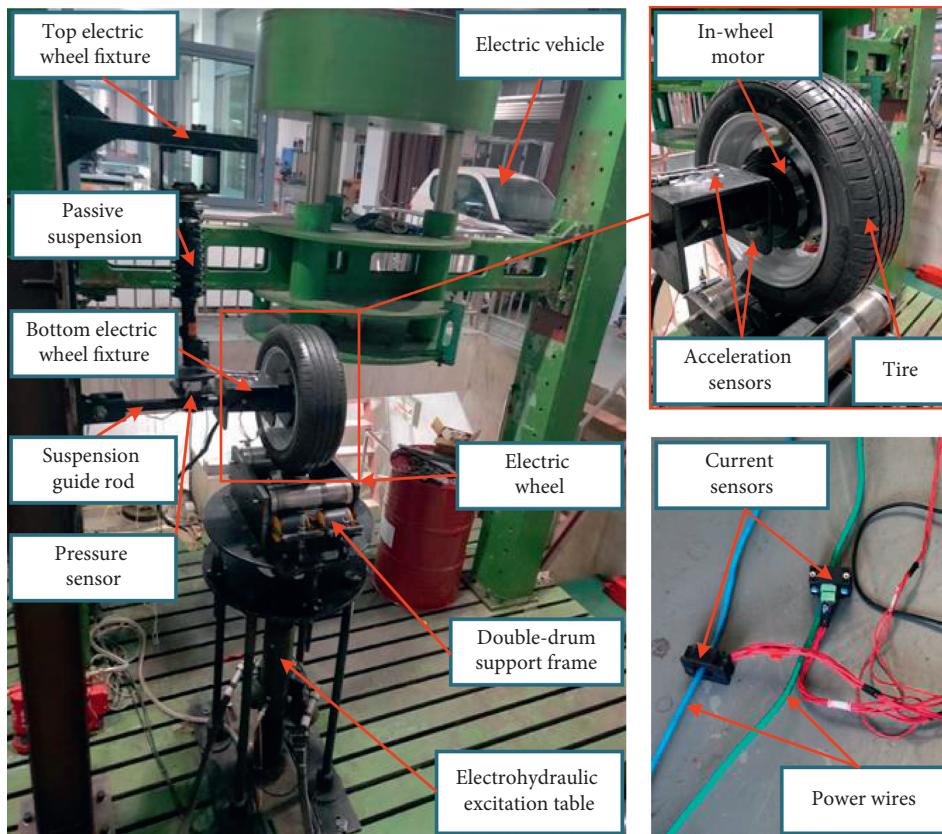 Top electric
wheel fixture
Electric vehicle
Passive
suspension
Bottom electric
wheel fixture
Suspension
guide rod
Electric
wheel
Pressure
sensor
Double-drum
support frame
Electrohydraulic
excitation table
In-wheel
motor
Acceleration
sensors
Tire
Current
sensors
Power wires